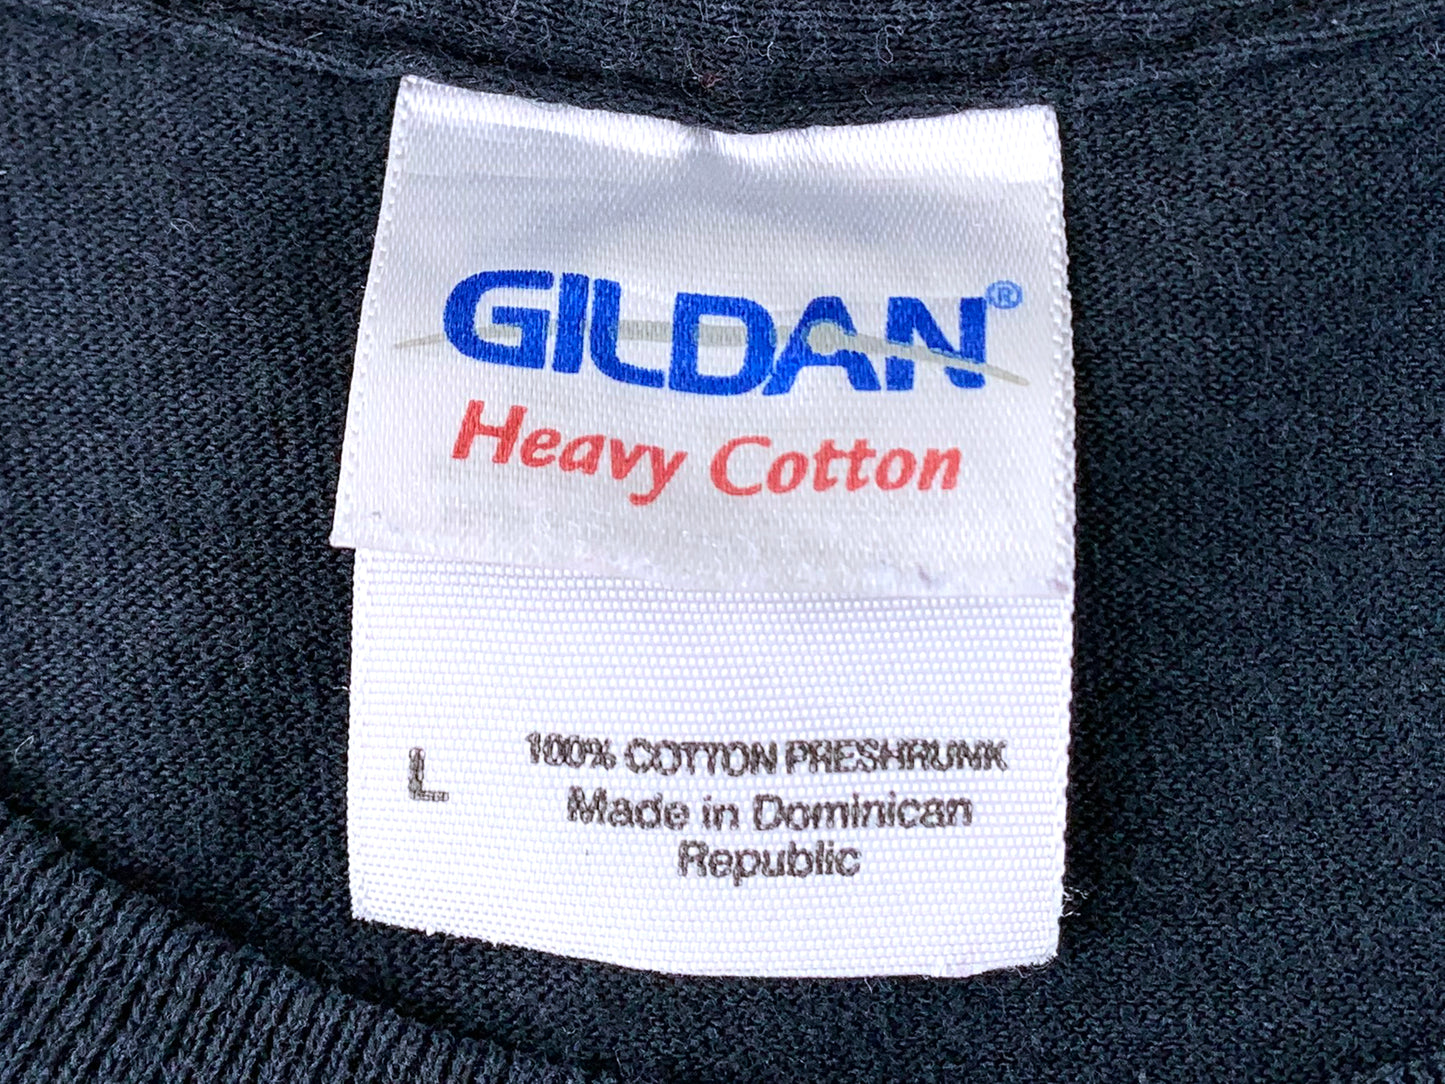 GILDAN®
Heavy Cotton
L
100% COTTON PRESHRUNK
Made in Dominican
Republic